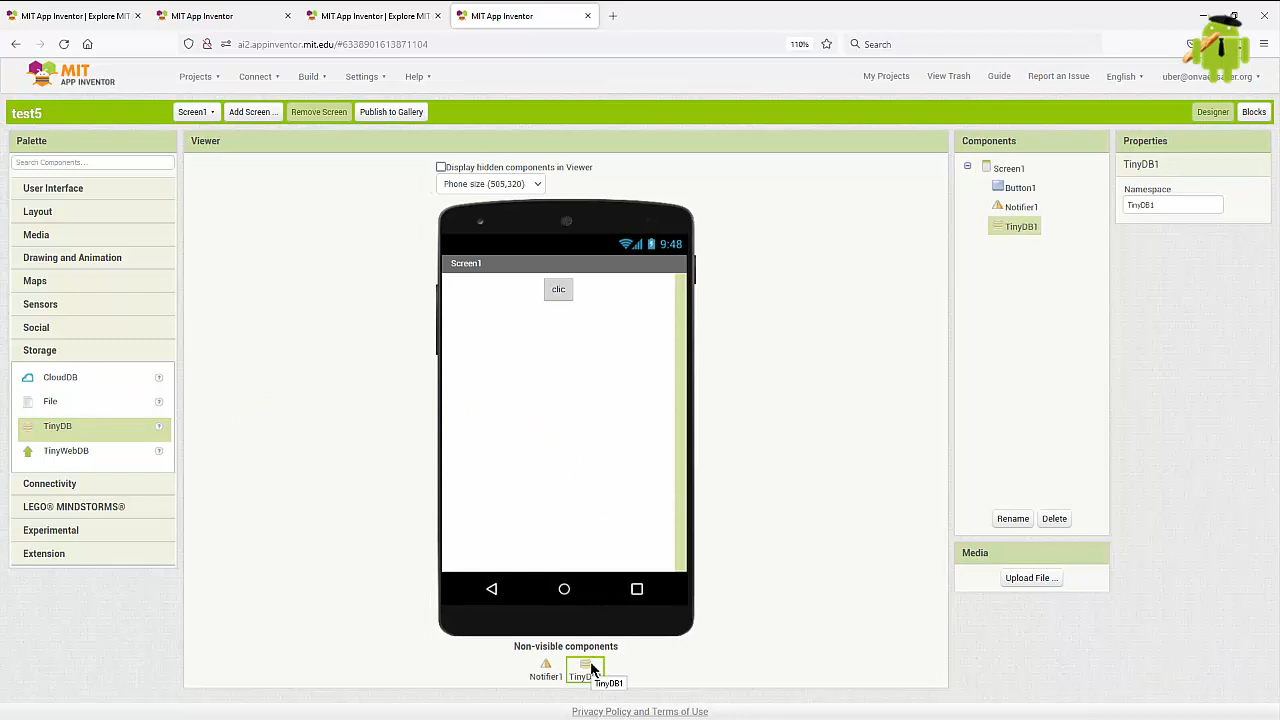 MIT App Inventor | Explore MIT
MIT App Inventor
MIT App Inventor | Explore MIT
MIT App Inventor
ai2.appinventor.mit.edu/#6338901613871104
110%
Search
MIT
APP INVENTOR
Projects
Connect
Build
Settings
Help
My Projects
View Trash
Guide
Report an Issue
English
test5
Screen1
Add Screen ...
Remove Screen
Publish to Gallery
Designer
Blocks
Palette
Search Components...
User Interface
Layout
Media
Drawing and Animation
Maps
Sensors
Social
Storage
CloudDB
File
TinyDB
TinyWebDB
Connectivity
LEGO® MINDSTORMS®
Experimental
Extension
Viewer
Display hidden components in Viewer
Phone size (505,320)
9:48
Screen1
clic
Non-visible components
Notifier1
TinyDB1
Components
Screen1
Button1
Notifier1
TinyDB1
Rename
Delete
Media
Upload File ...
Properties
TinyDB1
Namespace
TinyDB1
Privacy Policy and Terms of Use